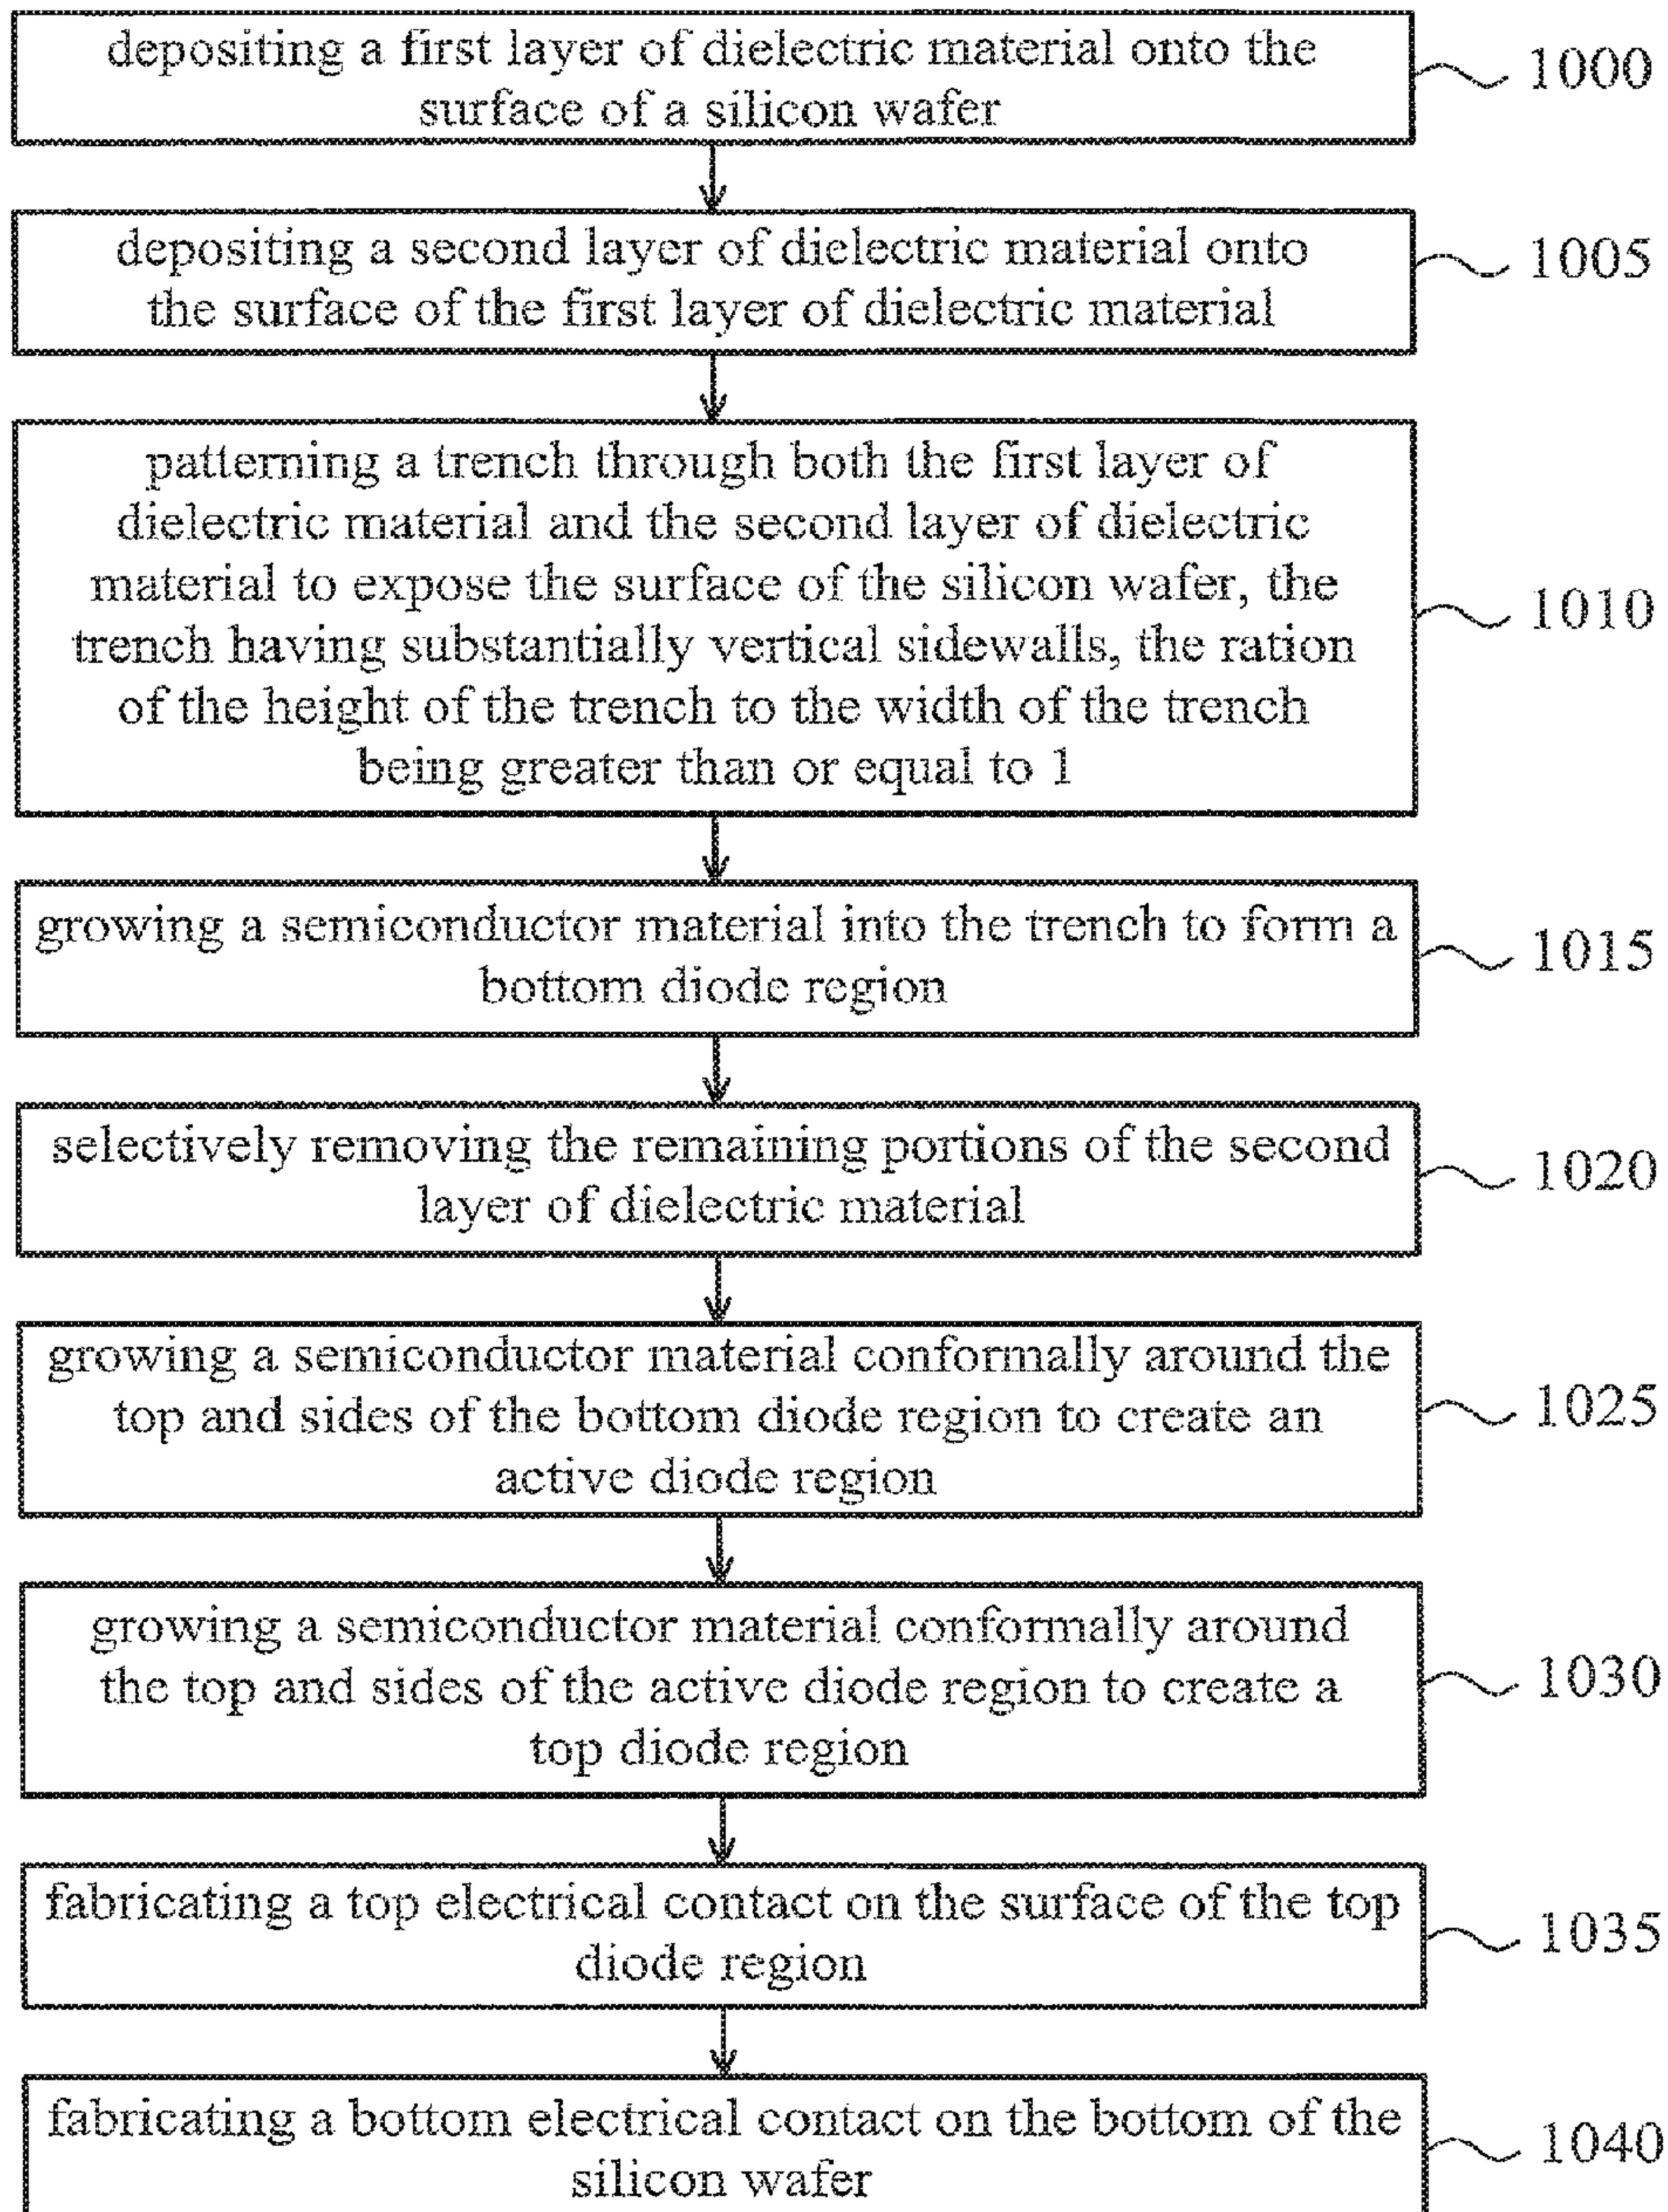 depositing a first layer of dielectric material onto the
surface of a silicon wafer
1000
depositing a second layer of dielectric material onto
the surface of the first layer of dielectric material
1005
patterning a trench through both the first layer of
dielectric material and the second layer of dielectric
material to expose the surface of the silicon wafer, the
trench having substantially vertical sidewalls, the ration
of the height of the trench to the width of the trench
being greater than or equal to 1
1010
growing a semiconductor material into the trench to form a
bottom diode region
1015
selectively removing the remaining portions of the second
layer of dielectric material
1020
growing a semiconductor material conformally around the
top and sides of the bottom diode region to create an
active diode region
1025
growing a semiconductor material conformally around
the top and sides of the active diode region to create a
top diode region
1030
fabricating a top electrical contact on the surface of the top
diode region
1035
fabricating a bottom electrical contact on the bottom of the
silicon wafer
1040